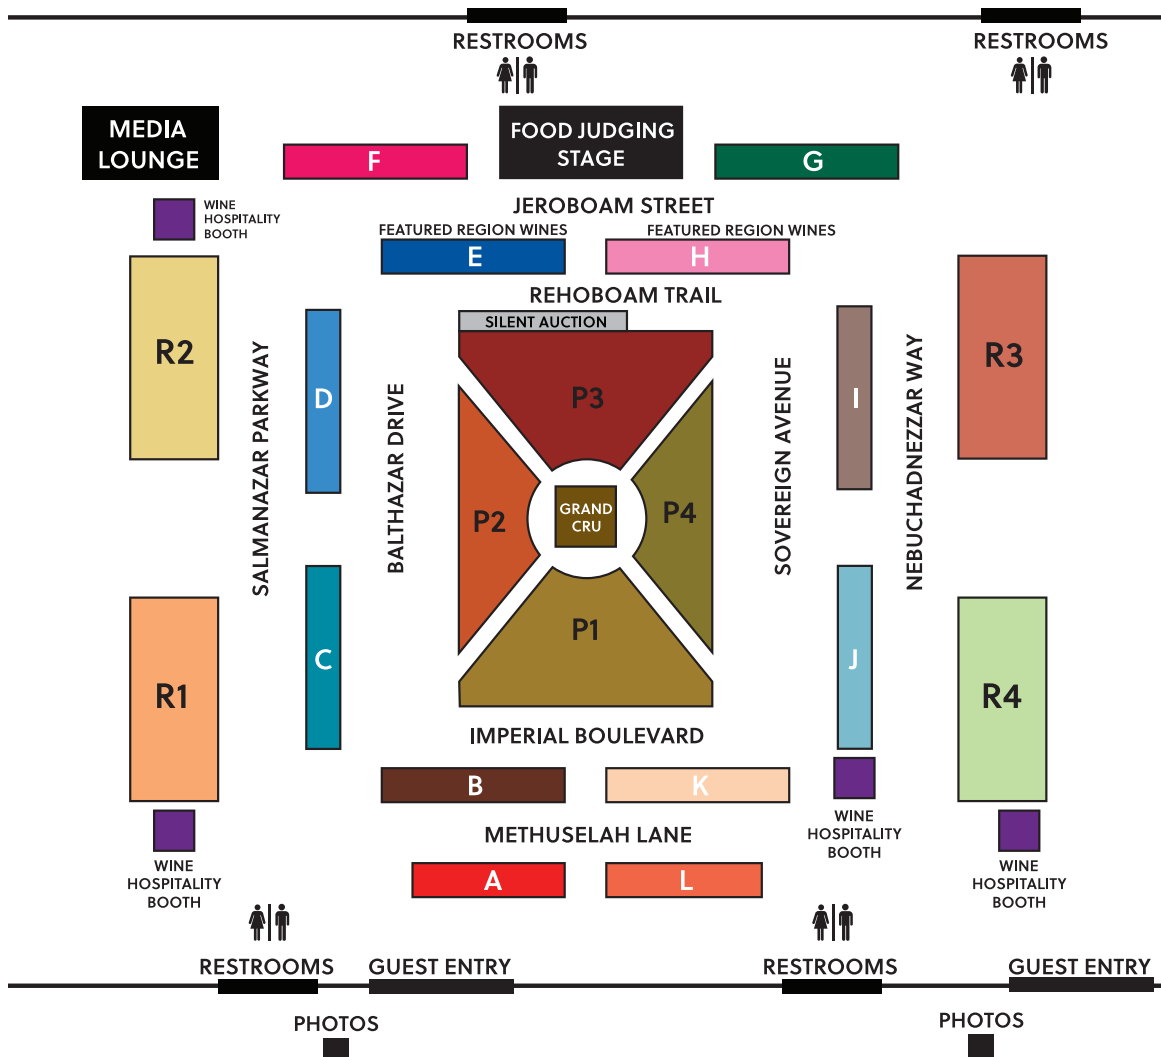 RESTROOMS
RESTROOMS
MEDIA
LOUNGE
FOOD JUDGING
STAGE
F
G
WINE
HOSPITALITY
BOOTH
JEROBOAM STREET
FEATURED REGION WINES
FEATURED REGION WINES
E
H
REHOBOAM TRAIL
SILENT AUCTION
R2
R3
SALMANAZAR PARKWAY
D
BALTHAZAR DRIVE
P3
SOVEREIGN AVENUE
I
NEBUCHADNEZZAR WAY
P2
GRAND
CRU
P4
P1
C
J
R1
R4
IMPERIAL BOULEVARD
B
K
METHUSELAH LANE
WINE
HOSPITALITY
BOOTH
WINE
HOSPITALITY
BOOTH
WINE
HOSPITALITY
BOOTH
A
L
RESTROOMS
GUEST ENTRY
RESTROOMS
GUEST ENTRY
PHOTOS
PHOTOS